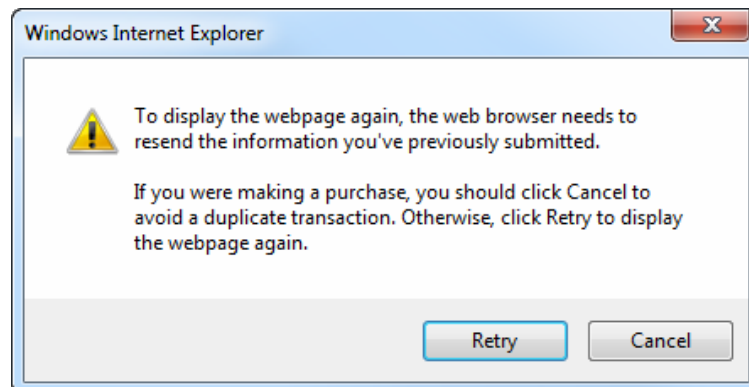 Windows Internet Explorer
To display the webpage again, the web browser needs to
resend the information you've previously submitted.
If you were making a purchase, you should click Cancel to
avoid a duplicate transaction. Otherwise, click Retry to display
the webpage again.
Retry
Cancel